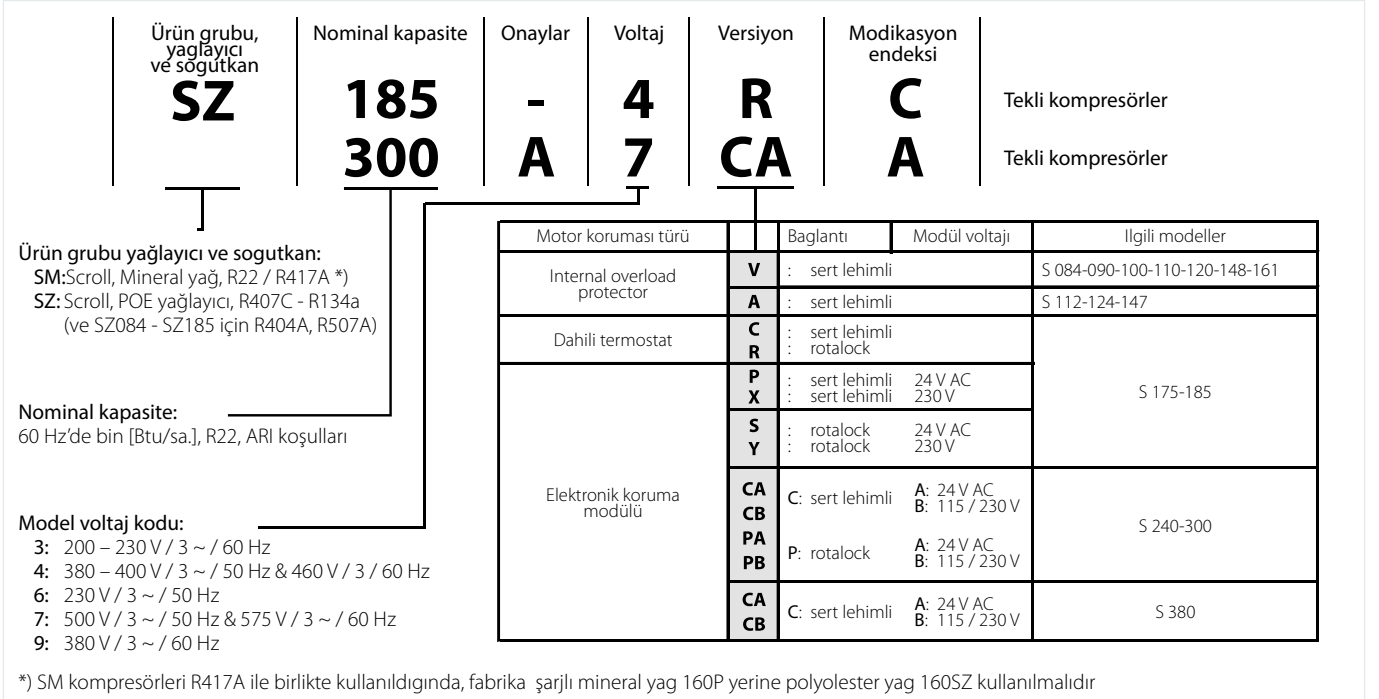 Ürün grubu,
yaglayıcı
ve sogutkan
Nominal kapasite
Onaylar
Voltaj
Versiyon
Modikasyon
endeksi
SZ 185 - 4 R C Tekli kompresörler
300 A 7 CA A Tekli kompresörler
Ürün grubu yağlayıcı ve sogutkan:
SM:Scroll, Mineral yağ, R22 / R417A *)
SZ: Scroll, POE yağlayıcı, R407C - R134a
(ve SZ084 - SZ185 için R404A, R507A)
Nominal kapasite:
60 Hz’de bin [Btu/sa.], R22, ARI koşulları
Model voltaj kodu:
3: 200 – 230 V / 3 ~ / 60 Hz
4: 380 – 400 V / 3 ~ / 50 Hz & 460 V / 3 / 60 Hz
6: 230 V / 3 ~ / 50 Hz
7: 500 V / 3 ~ / 50 Hz & 575 V / 3 ~ / 60 Hz
9: 380 V / 3 ~ / 60 Hz
Motor koruması türü Baglantı Modül voltajı Ilgili modeller
Internal overload
protector
V : sert lehimli S 084-090-100-110-120-148-161
A : sert lehimli S 112-124-147
Dahili termostat
C : sert lehimli
R : rotalock
Elektronik koruma
modülü
P : sert lehimli 24 V AC
X : sert lehimli 230 V
S : rotalock 24 V AC
Y : rotalock 230 V
S 175-185
CA
CB
PA
PB
C: sert lehimli
A: 24 V AC
B: 115 / 230 V
P: rotalock
A: 24 V AC
B: 115 / 230 V
S 240-300
CA
CB
C: sert lehimli
A: 24 V AC
B: 115 / 230 V
S 380
*) SM kompresörleri R417A ile birlikte kullanıldıgında, fabrika şarjlı mineral yag 160P yerine polyolester yag 160SZ kullanılmalıdır